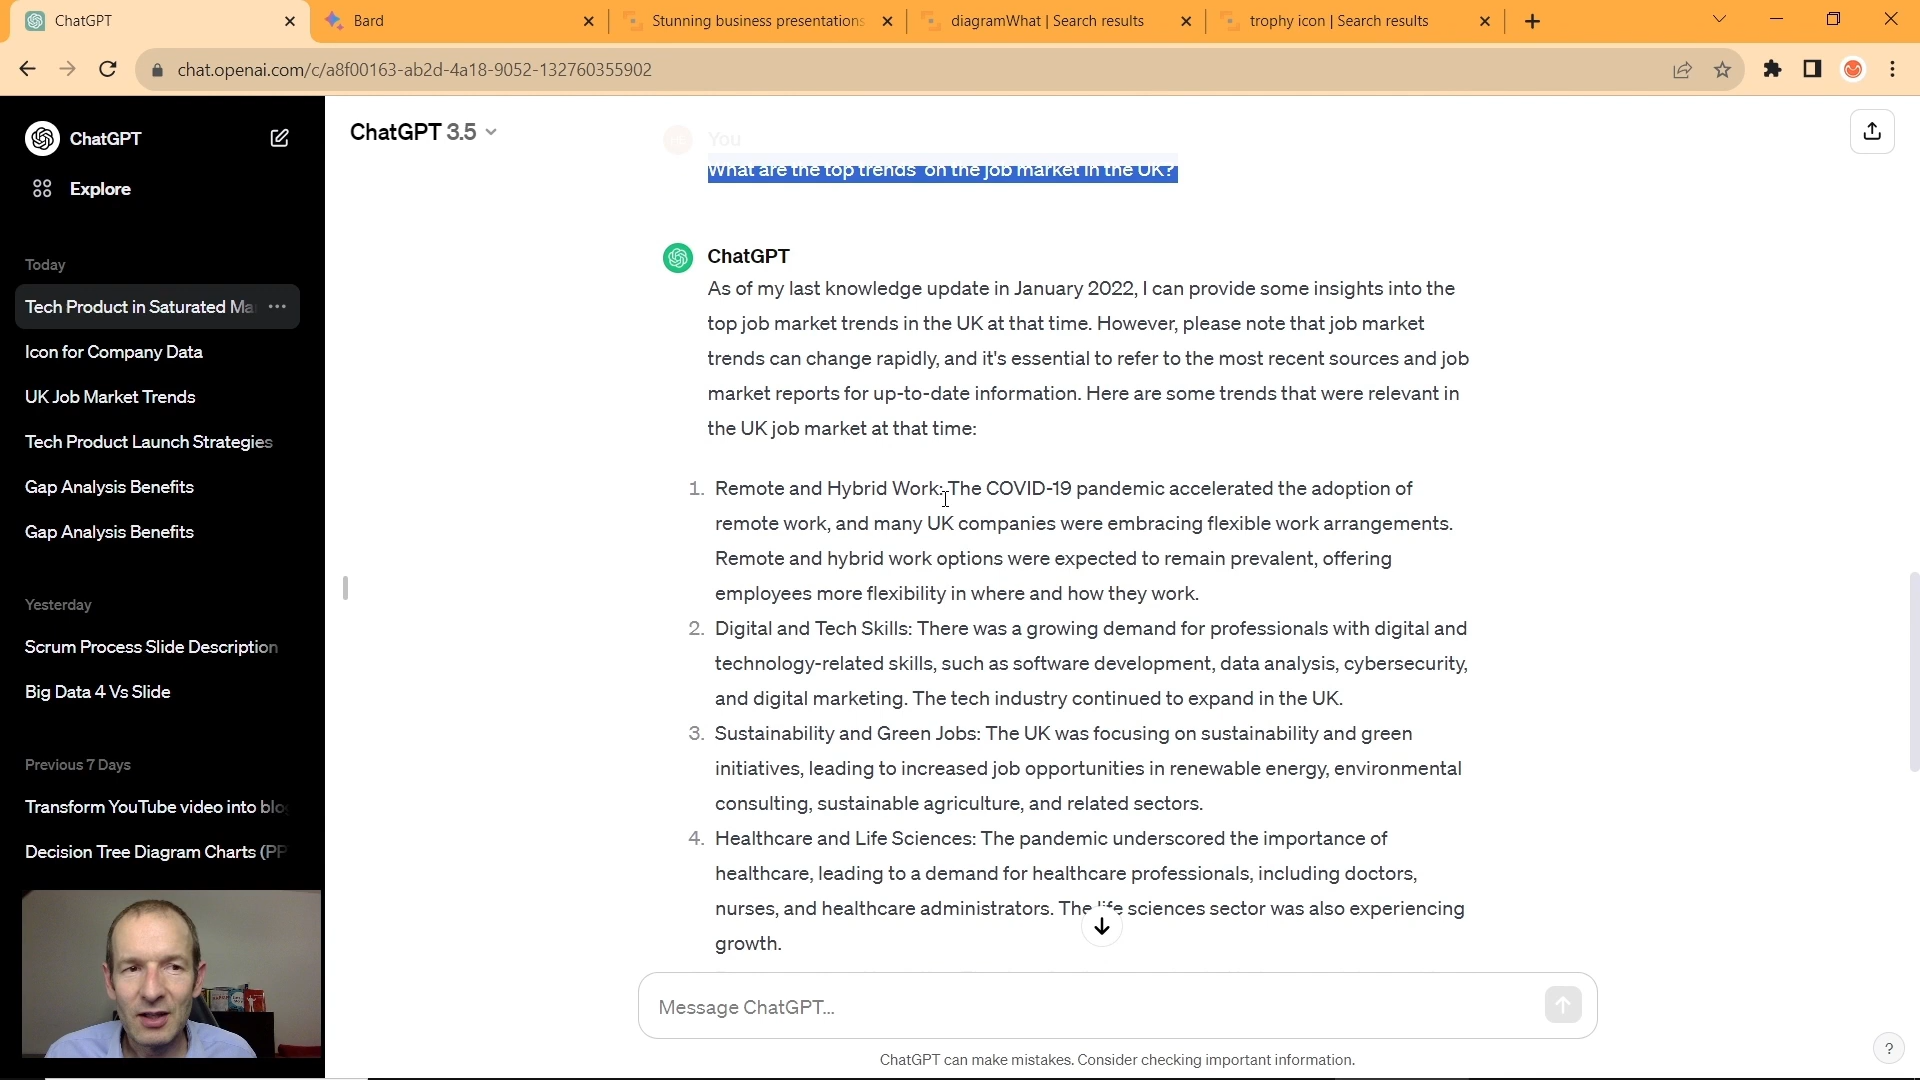 ChatGPT
Bard
Stunning business presentations
diagramWhat | Search results
trophy icon | Search results
chat.openai.com/c/a8f00163-ab2d-4a18-9052-132760355902
ChatGPT
Explore
Today
Tech Product in Saturated Ma
Icon for Company Data
UK Job Market Trends
Tech Product Launch Strategies
Gap Analysis Benefits
Gap Analysis Benefits
Yesterday
Scrum Process Slide Description
Big Data 4 Vs Slide
Previous 7 Days
Transform YouTube video into blog
Decision Tree Diagram Charts (PP
ChatGPT 3.5
You
What are the top trends on the job market in the UK?
ChatGPT
As of my last knowledge update in January 2022, I can provide some insights into the
top job market trends in the UK at that time. However, please note that job market
trends can change rapidly, and it's essential to refer to the most recent sources and job
market reports for up-to-date information. Here are some trends that were relevant in
the UK job market at that time:
1. Remote and Hybrid Work: The COVID-19 pandemic accelerated the adoption of
remote work, and many UK companies were embracing flexible work arrangements.
Remote and hybrid work options were expected to remain prevalent, offering
employees more flexibility in where and how they work.
2. Digital and Tech Skills: There was a growing demand for professionals with digital and
technology-related skills, such as software development, data analysis, cybersecurity,
and digital marketing. The tech industry continued to expand in the UK.
3. Sustainability and Green Jobs: The UK was focusing on sustainability and green
initiatives, leading to increased job opportunities in renewable energy, environmental
consulting, sustainable agriculture, and related sectors.
4. Healthcare and Life Sciences: The pandemic underscored the importance of
healthcare, leading to a demand for healthcare professionals, including doctors,
nurses, and healthcare administrators. The life sciences sector was also experiencing
growth.
Message ChatGPT...
ChatGPT can make mistakes. Consider checking important information.
?